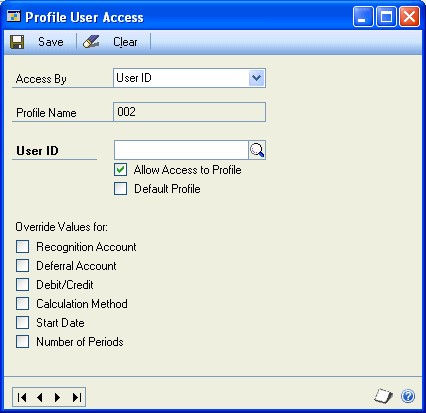 Profile User Access
Save Clear
Access By User ID
Profile Name 002
User ID
Allow Access to Profile
Default Profile
Override Values for:
Recognition Account
Deferral Account
Debit/Credit
Calculation Method
Start Date
Number of Periods